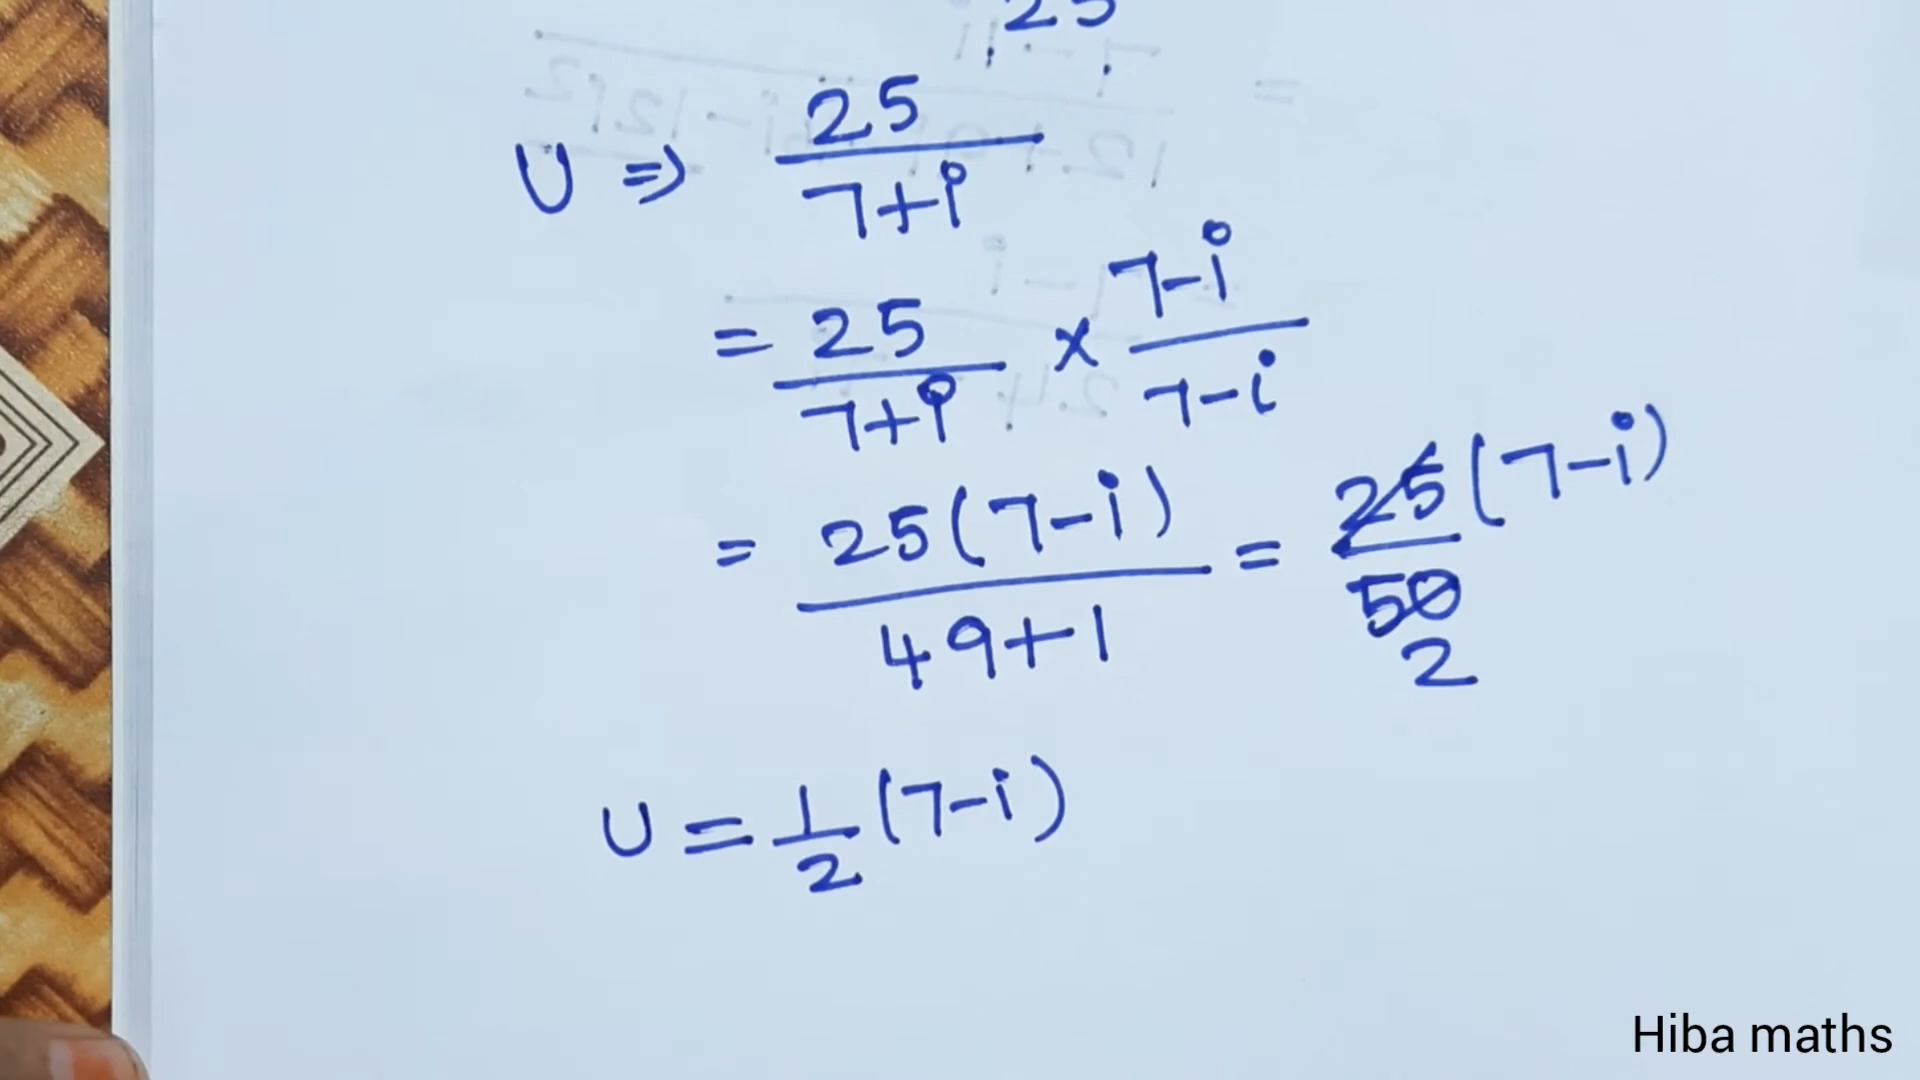 25
U ⇒ 25/(7+i)
= 25/(7+i) × (7-i)/(7-i)
= 25(7-i)/(49+1) = 25(7-i)/50 2
U = 1/2 (7-i)
Hiba maths